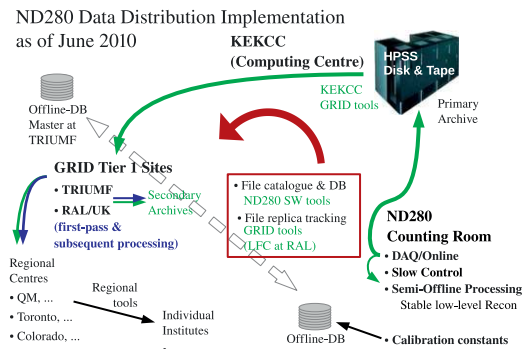 ND280 Data Distribution Implementation
as of June 2010
KEKCC
(Computing Centre)
HPSS
Disk & Tape
KEKCC
GRID tools
Primary
Archive
Offline-DB
Master at
TRIUMF
GRID Tier 1 Sites
• TRIUMF
• RAL/UK
(first-pass &
subsequent processing)
Secondary
Archives
• File catalogue & DB
ND280 SW tools
• File replica tracking
GRID tools
(LFC at RAL)
ND280
Counting Room
• DAQ/Online
• Slow Control
• Semi-Offline Processing
Stable low-level Recon
Regional
Centres
• QM, ...
• Toronto, ...
• Colorado, ...
Regional
tools
Individual
Institutes
Offline-DB
• Calibration constants